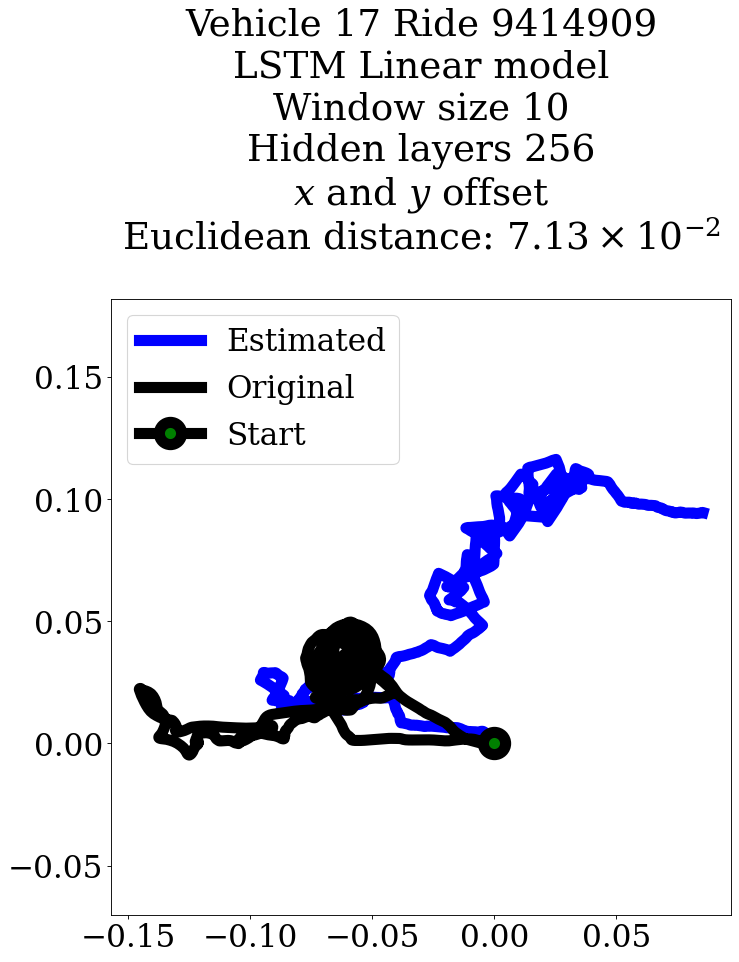 Vehicle 17 Ride 9414909
LSTM Linear model
Window size 10
Hidden layers 256
x and y offset
Euclidean distance: 7.13 × 10⁻²
Estimated
Original
Start
0.15
0.10
0.05
0.00
−0.05
−0.15 −0.10 −0.05 0.00 0.05